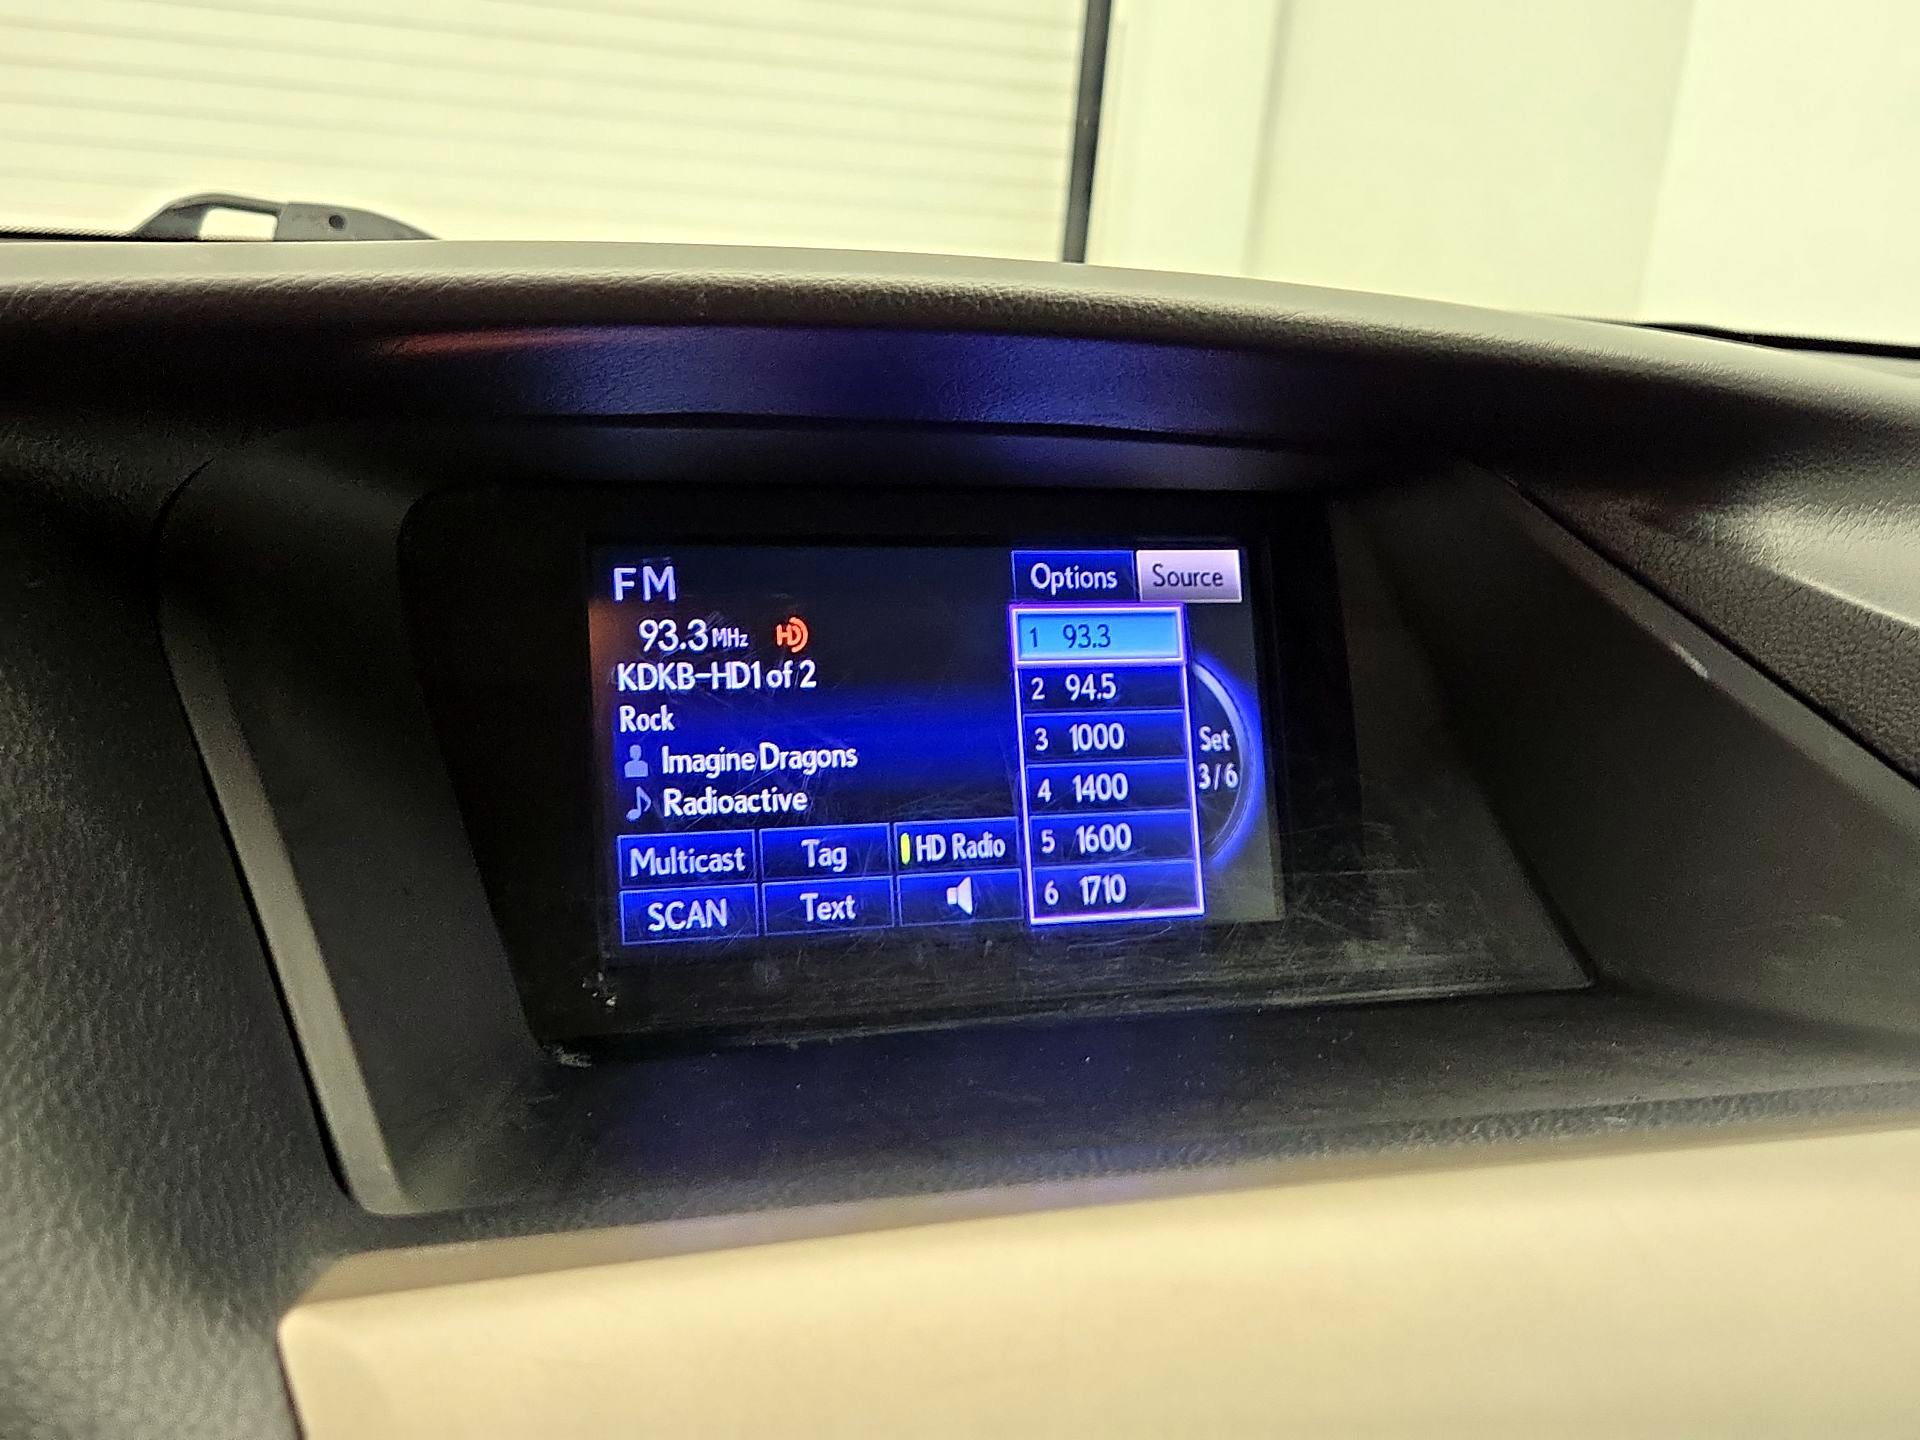 FM
Options
Source
93.3 MHz HD
KDKB-HD1 of 2
Rock
Imagine Dragons
Radioactive
Multicast
Tag
HD Radio
SCAN
Text
1 93.3
2 94.5
3 1000
4 1400
5 1600
6 1710
Set
3/6